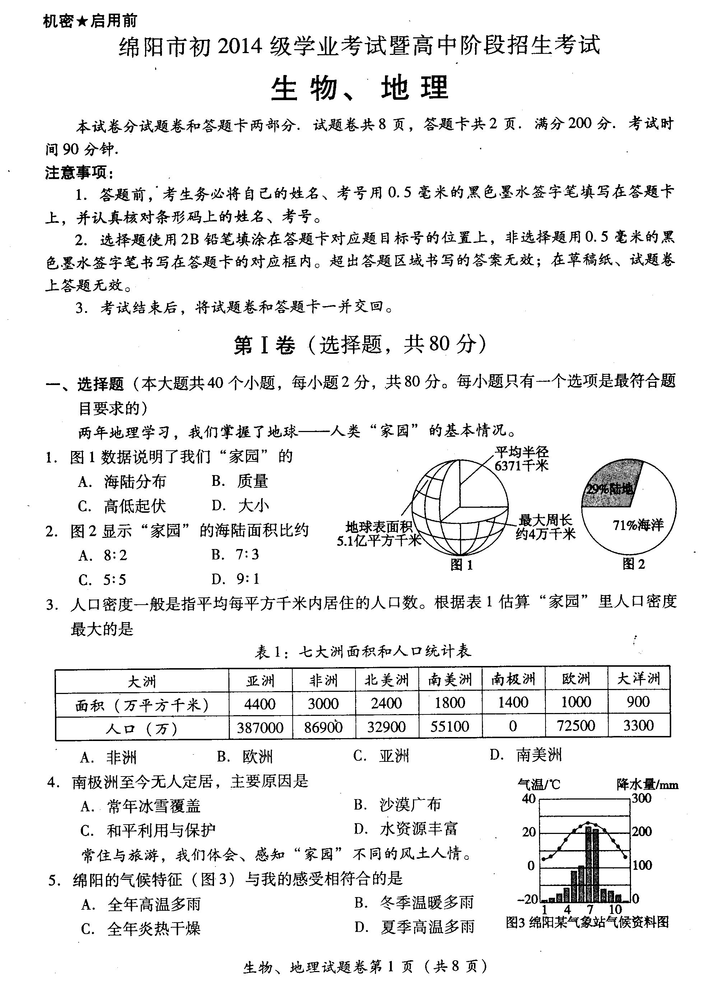 机密★启用前
绵阳市初 2014 级学业考试暨高中阶段招生考试
生 物、 地 理
本试卷分试题卷和答题卡两部分. 试题卷共 8 页，答题卡共 2 页. 满分 200 分. 考试时
间 90 分钟.
注意事项：
1. 答题前，考生务必将自己的姓名、考号用 0.5 毫米的黑色墨水签字笔填写在答题卡
上，并认真核对条形码上的姓名、考号。
2. 选择题使用 2B 铅笔填涂在答题卡对应题目标号的位置上，非选择题用 0.5 毫米的黑
色墨水签字笔书写在答题卡的对应框内。超出答题区域书写的答案无效；在草稿纸、试题卷
上答题无效。
3. 考试结束后，将试题卷和答题卡一并交回。
第 I 卷（选择题，共 80 分）
一、选择题（本大题共 40 个小题，每小题 2 分，共 80 分。每小题只有一个选项是最符合题
目要求的）
两年地理学习，我们掌握了地球——人类“家园”的基本情况。
1. 图 1 数据说明了我们“家园”的
A. 海陆分布 B. 质量
C. 高低起伏 D. 大小
2. 图 2 显示“家园”的海陆面积比约
A. 8∶2 B. 7∶3
C. 5∶5 D. 9∶1
平均半径
6371千米
地球表面积
5.1亿平方千米
最大周长
约4万千米
图 1
29%陆地
71%海洋
图 2
3. 人口密度一般是指平均每平方千米内居住的人口数。根据表 1 估算“家园”里人口密度
最大的是
表 1：七大洲面积和人口统计表
大洲 亚洲 非洲 北美洲 南美洲 南极洲 欧洲 大洋洲
面积（万平方千米） 4400 3000 2400 1800 1400 1000 900
人口（万） 387000 86900 32900 55100 0 72500 3300
A. 非洲 B. 欧洲 C. 亚洲 D. 南美洲
4. 南极洲至今无人定居，主要原因是
A. 常年冰雪覆盖 B. 沙漠广布
C. 和平利用与保护 D. 水资源丰富
常住与旅游，我们体会、感知“家园”不同的风土人情。
5. 绵阳的气候特征（图 3）与我的感受相符合的是
A. 全年高温多雨 B. 冬季温暖多雨
C. 全年炎热干燥 D. 夏季高温多雨
气温/℃ 降水量/mm
40 300
20 200
0 100
-20 0
1 4 7 10
图3 绵阳某气象站气候资料图
生物、地理试题卷第 1 页（共 8 页）